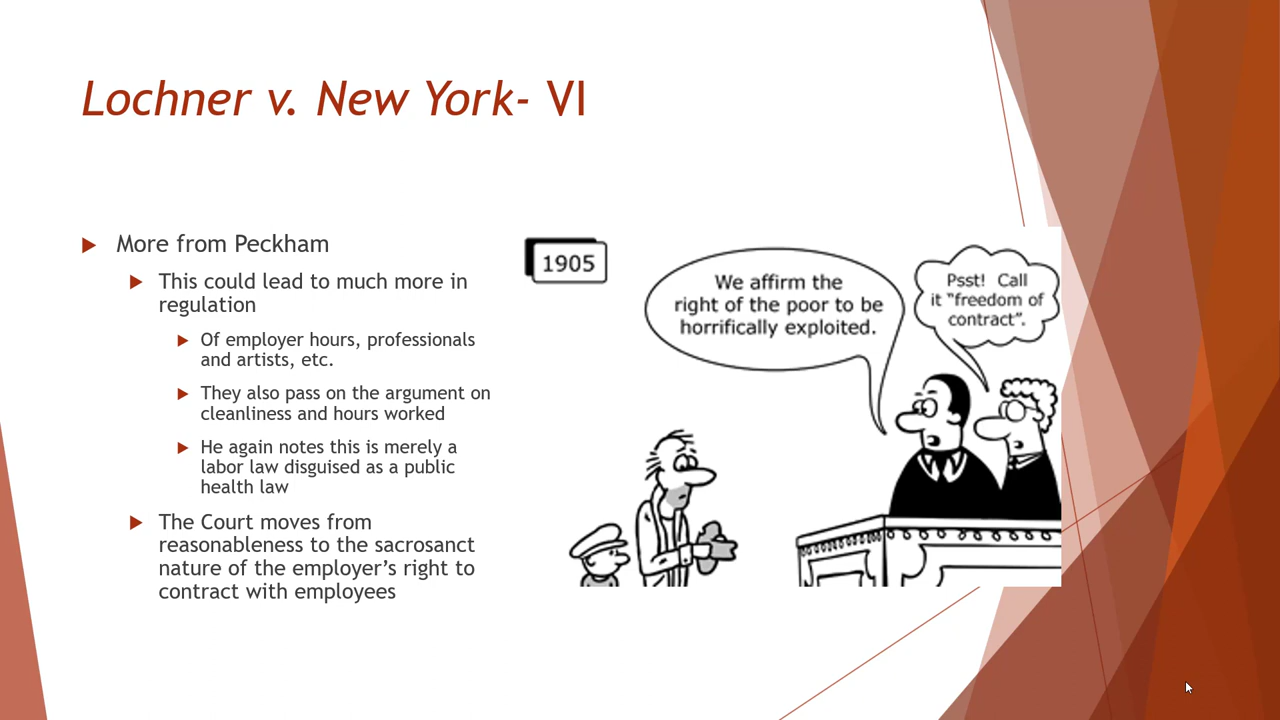 Lochner v. New York- VI
More from Peckham
This could lead to much more in
regulation
Of employer hours, professionals
and artists, etc.
They also pass on the argument on
cleanliness and hours worked
He again notes this is merely a
labor law disguised as a public
health law
The Court moves from
reasonableness to the sacrosanct
nature of the employer’s right to
contract with employees
1905
We affirm the
right of the poor to be
horrifically exploited.
Psst! Call
it "freedom of
contract".